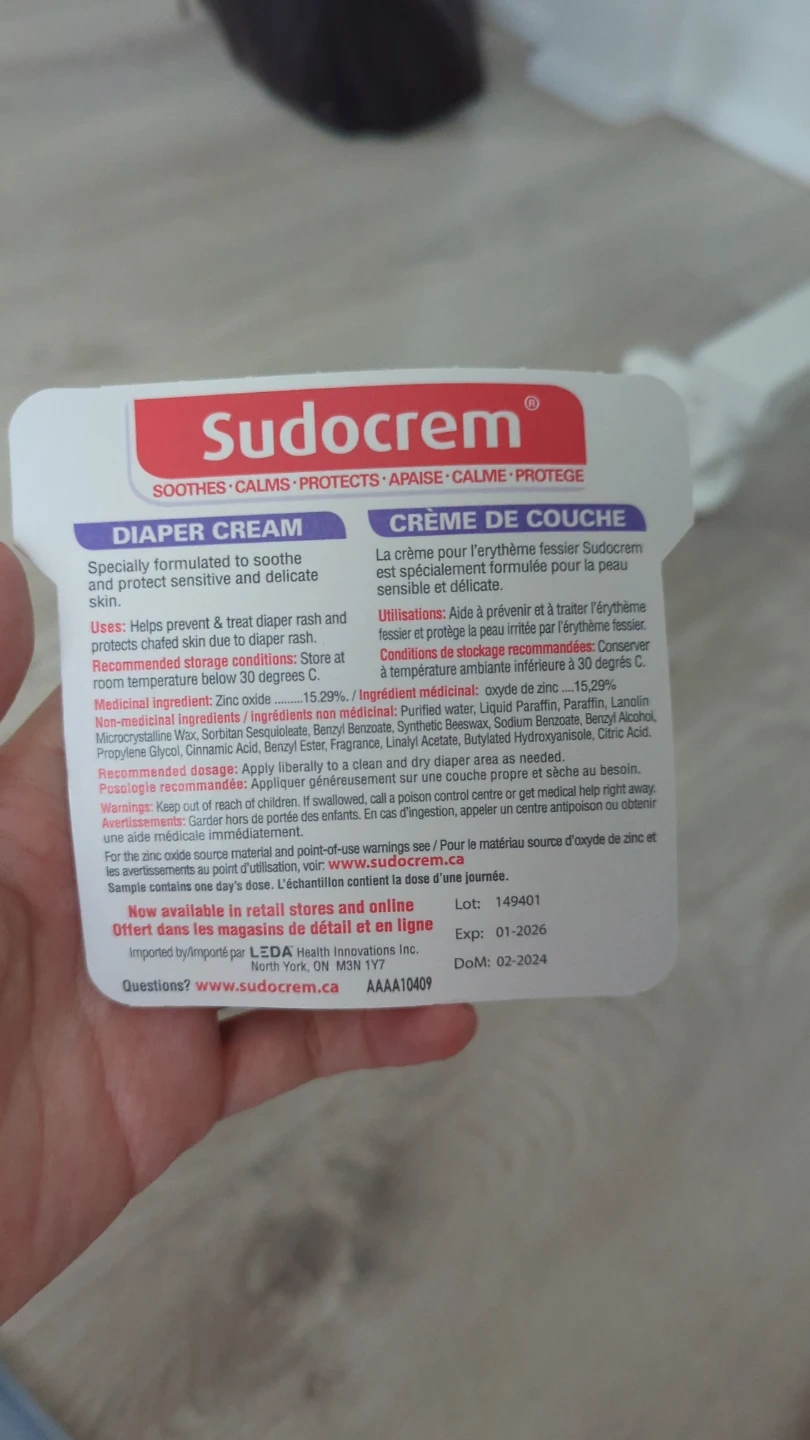 Sudocrem®
SOOTHES · CALMS · PROTECTS · APAISE · CALME · PROTEGE
DIAPER CREAM
Specially formulated to soothe
and protect sensitive and delicate
skin.
Uses: Helps prevent & treat diaper rash and
protects chafed skin due to diaper rash.
Recommended storage conditions: Store at
room temperature below 30 degrees C.
CRÈME DE COUCHE
La crème pour l'erythème fessier Sudocrem
est spécialement formulée pour la peau
sensible et délicate.
Utilisations: Aide à prévenir et à traiter l'érythème
fessier et protège la peau irritée par l'érythème fessier.
Conditions de stockage recommandées: Conserver
à température ambiante inférieure à 30 degrés C.
Medicinal ingredient: Zinc oxide .........15.29%. / Ingrédient médicinal: oxyde de zinc ....15,29%
Non-medicinal ingredients / ingrédients non médicinal: Purified water, Liquid Paraffin, Paraffin, Lanolin
Microcrystalline Wax, Sorbitan Sesquioleate, Benzyl Benzoate, Synthetic Beeswax, Sodium Benzoate, Benzyl Alcohol,
Propylene Glycol, Cinnamic Acid, Benzyl Ester, Fragrance, Linalyl Acetate, Butylated Hydroxyanisole, Citric Acid.
Recommended dosage: Apply liberally to a clean and dry diaper area as needed.
Posologie recommandée: Appliquer généreusement sur une couche propre et sèche au besoin.
Warnings: Keep out of reach of children. If swallowed, call a poison control centre or get medical help right away.
Avertissements: Garder hors de portée des enfants. En cas d'ingestion, appeler un centre antipoison ou obtenir
une aide médicale immédiatement.
For the zinc oxide source material and point-of-use warnings see / Pour le matériau source d'oxyde de zinc et
les avertissements au point d'utilisation, voir: www.sudocrem.ca
Sample contains one day's dose. L'échantillon contient la dose d'une journée.
Now available in retail stores and online
Offert dans les magasins de détail et en ligne
Imported by/importé par LEDA Health Innovations Inc.
North York, ON M3N 1Y7
Questions? www.sudocrem.ca AAAA10409
Lot: 149401
Exp: 01-2026
DoM: 02-2024